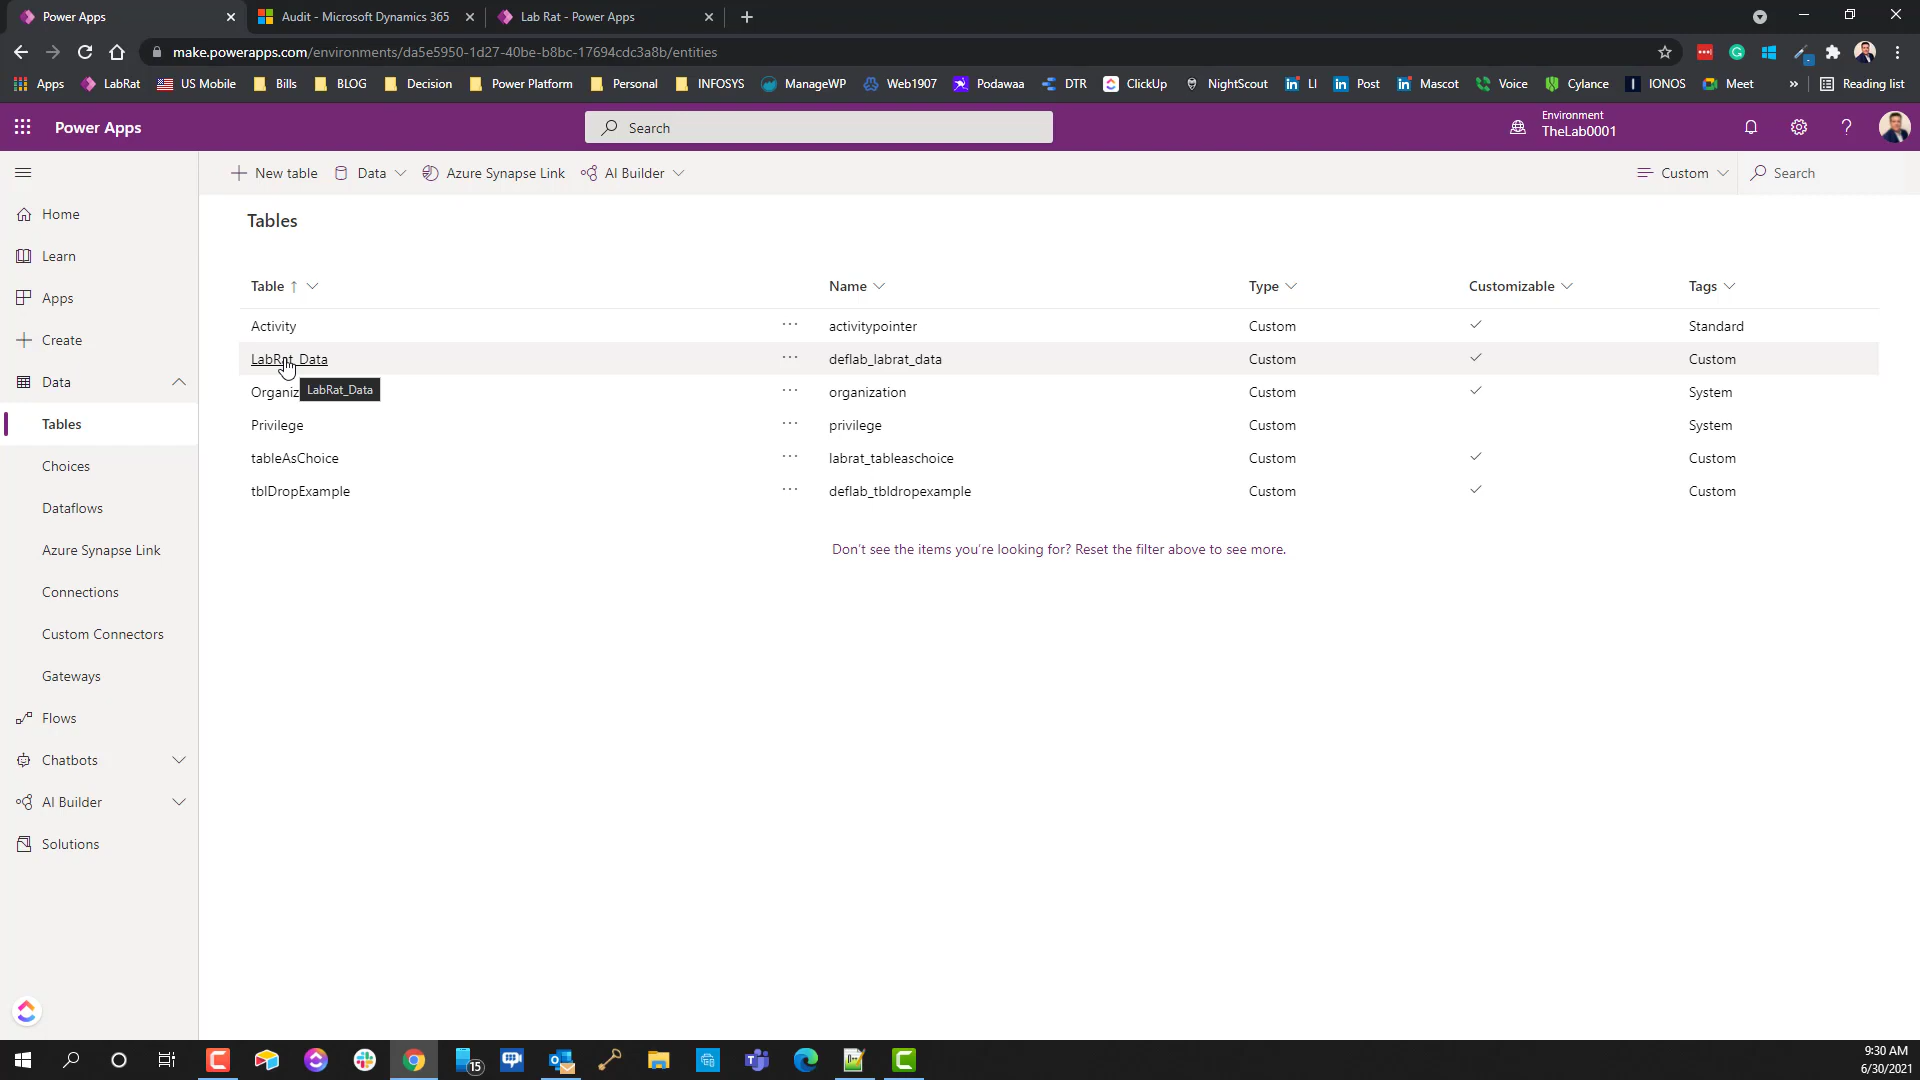 Power Apps
Audit - Microsoft Dynamics 365
Lab Rat - Power Apps
make.powerapps.com/environments/da5e5950-1d27-40be-b8bc-17694cdc3a8b/entities
Apps LabRat US Mobile Bills BLOG Decision Power Platform Personal INFOSYS ManageWP Web1907 Podawaa DTR ClickUp NightScout LI Post Mascot Voice Cylance IONOS Meet » Reading list
Power Apps
Search
Environment
TheLab0001
New table Data Azure Synapse Link AI Builder Custom Search
Home
Learn
Apps
Create
Data
Tables
Choices
Dataflows
Azure Synapse Link
Connections
Custom Connectors
Gateways
Flows
Chatbots
AI Builder
Solutions
Tables
Table ↑ Name Type Customizable Tags
Activity ... activitypointer Custom ✓ Standard
LabRat_Data ... deflab_labrat_data Custom ✓ Custom
Organiz ... organization Custom ✓ System
LabRat_Data
Privilege ... privilege Custom System
tableAsChoice ... labrat_tableaschoice Custom ✓ Custom
tblDropExample ... deflab_tbldropexample Custom ✓ Custom
Don't see the items you're looking for? Reset the filter above to see more.
15
9:30 AM
6/30/2021